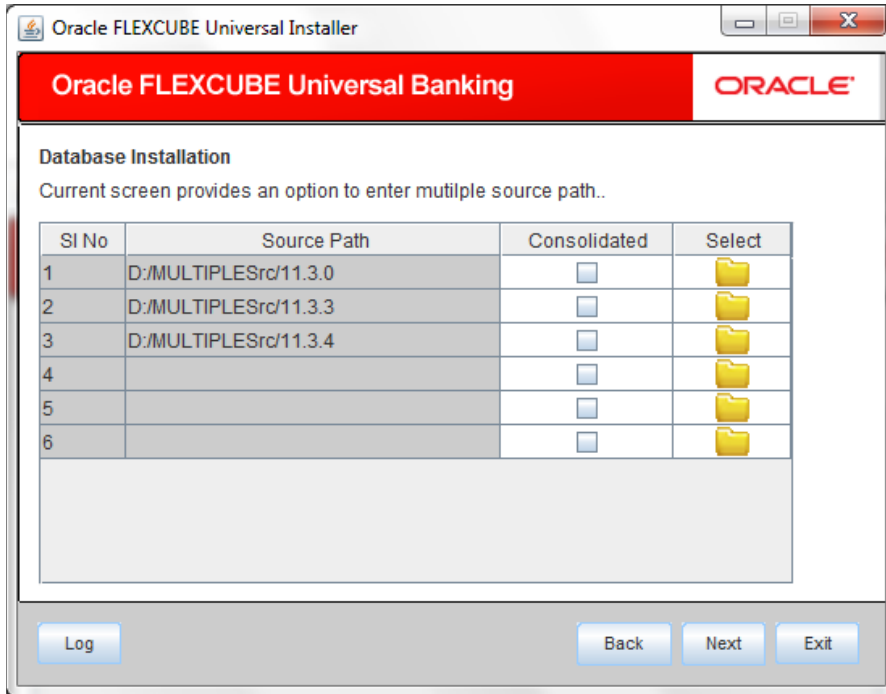 Oracle FLEXCUBE Universal Installer
Oracle FLEXCUBE Universal Banking
ORACLE
Database Installation
Current screen provides an option to enter mutilple source path..
SI No Source Path Consolidated Select
1 D:/MULTIPLESrc/11.3.0
2 D:/MULTIPLESrc/11.3.3
3 D:/MULTIPLESrc/11.3.4
4
5
6
Log Back Next Exit